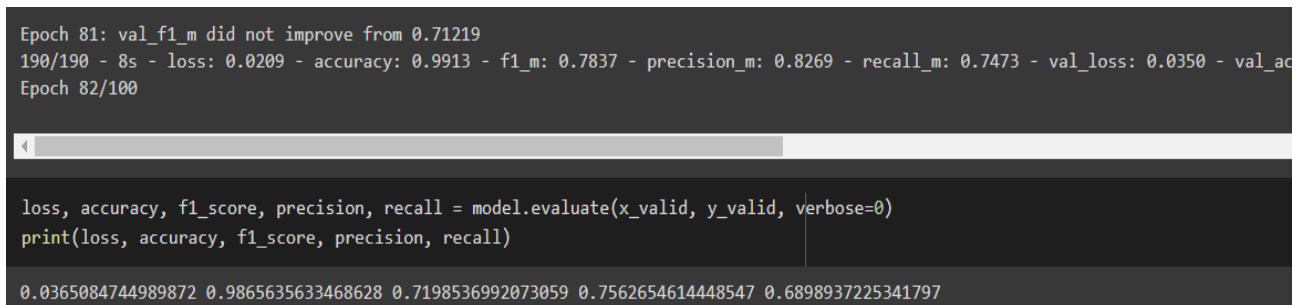 Epoch 81: val_f1_m did not improve from 0.71219
190/190 - 8s - loss: 0.0209 - accuracy: 0.9913 - f1_m: 0.7837 - precision_m: 0.8269 - recall_m: 0.7473 - val_loss: 0.0350 - val_ac
Epoch 82/100
loss, accuracy, f1_score, precision, recall = model.evaluate(x_valid, y_valid, verbose=0)
print(loss, accuracy, f1_score, precision, recall)
0.0365084744989872 0.9865635633468628 0.7198536992073059 0.7562654614448547 0.6898937225341797